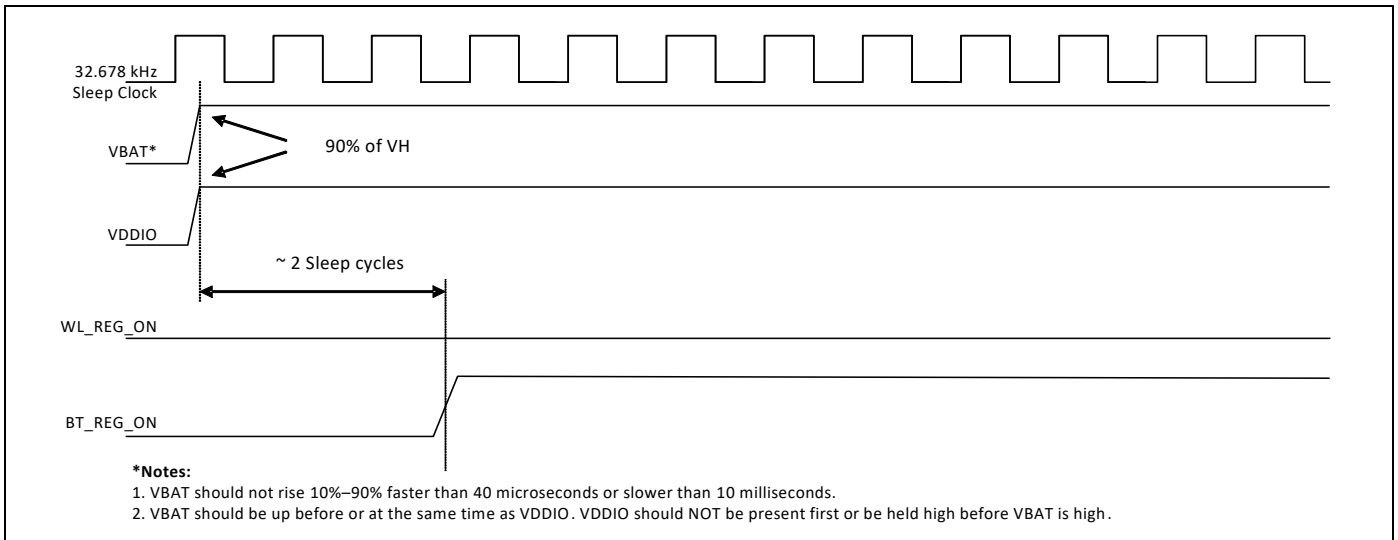 32.678 kHz
Sleep Clock
VBAT*
90% of VH
VDDIO
~ 2 Sleep cycles
WL_REG_ON
BT_REG_ON
*Notes:
1. VBAT should not rise 10%–90% faster than 40 microseconds or slower than 10 milliseconds.
2. VBAT should be up before or at the same time as VDDIO. VDDIO should NOT be present first or be held high before VBAT is high.